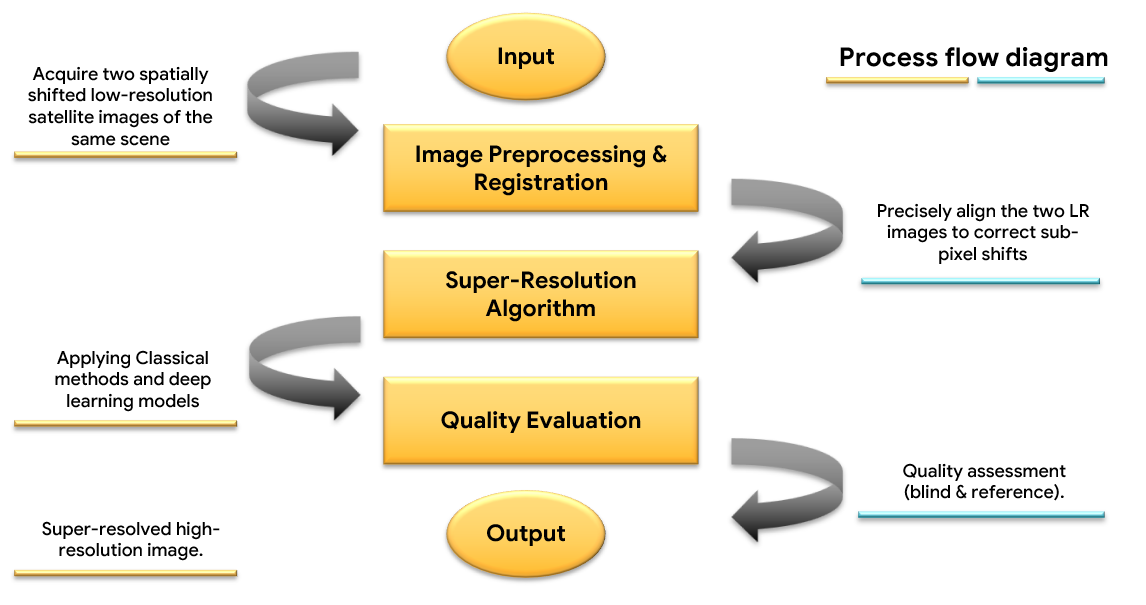 Input
Process flow diagram
Acquire two spatially
shifted low-resolution
satellite images of the
same scene
Image Preprocessing &
Registration
Precisely align the two LR
images to correct sub-
pixel shifts
Super-Resolution
Algorithm
Applying Classical
methods and deep
learning models
Quality Evaluation
Quality assessment
(blind & reference).
Output
Super-resolved high-
resolution image.